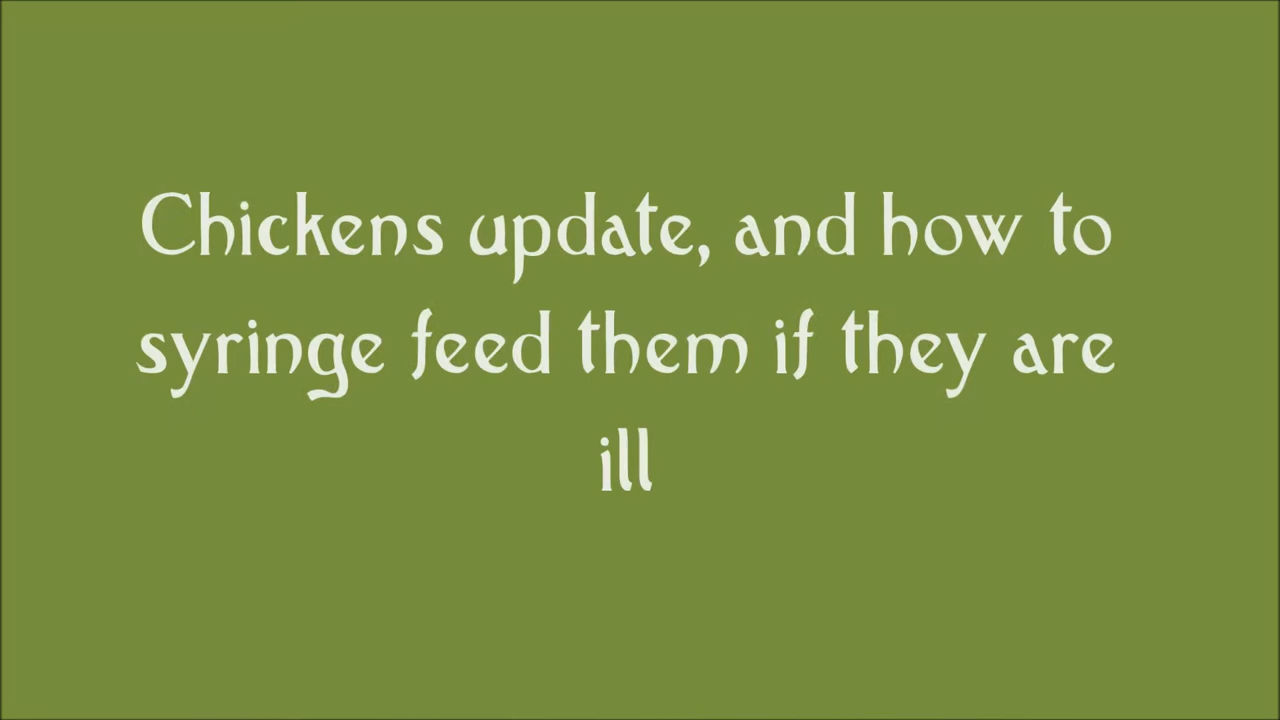 Chickens update, and how to
syringe feed them if they are
ill